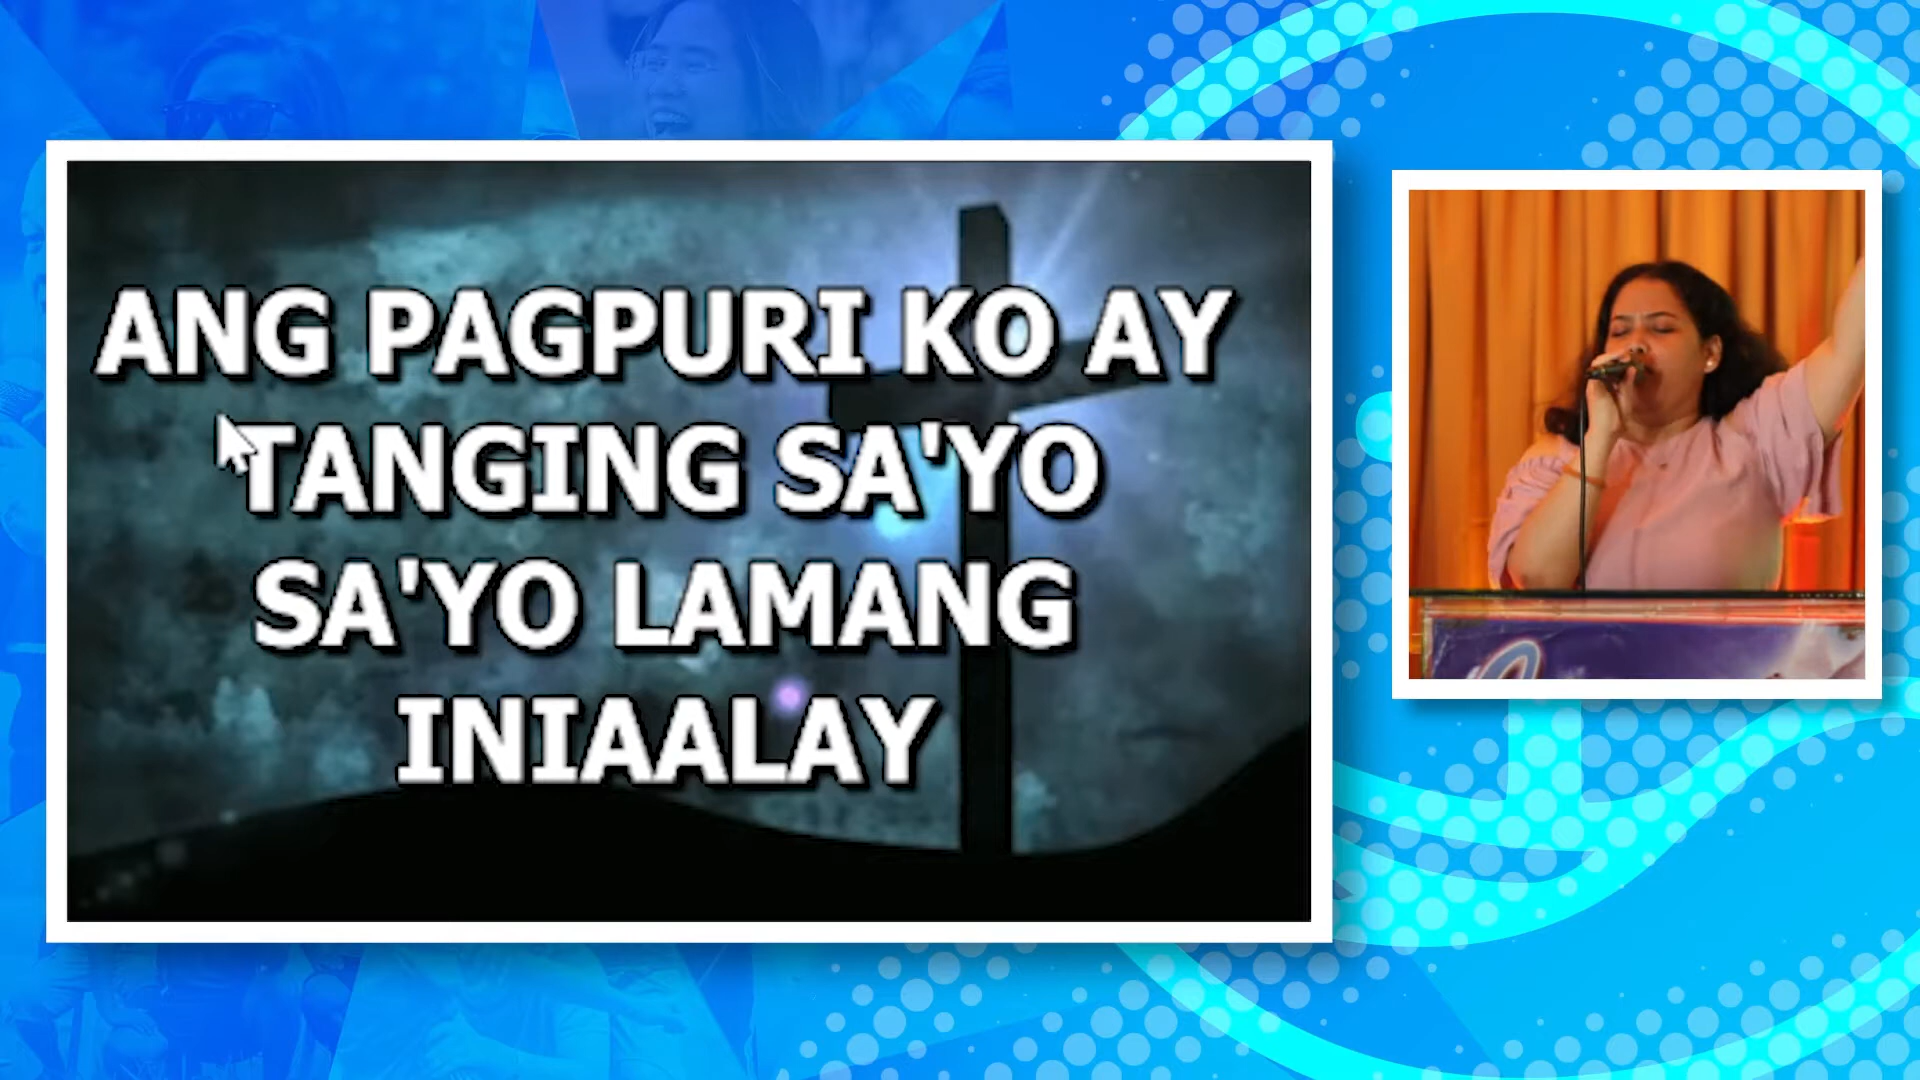 ANG PAGPURI KO AY
TANGING SA'YO
SA'YO LAMANG
INIAALAY